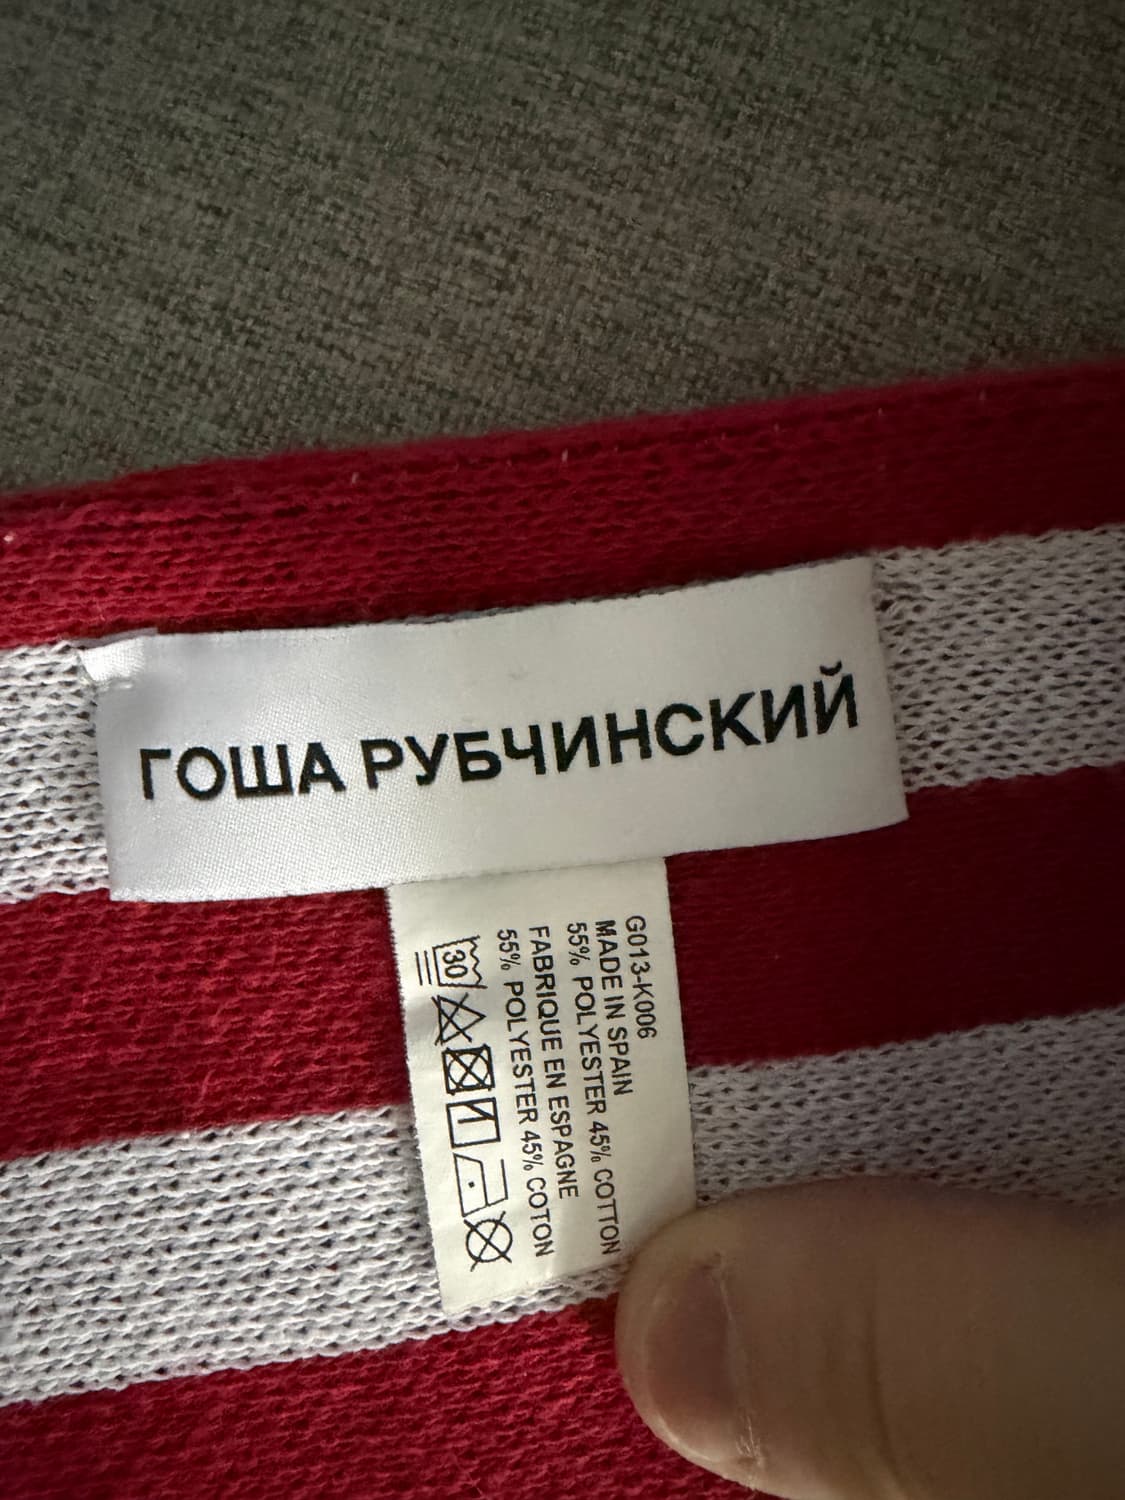 ГОША РУБЧИНСКИЙ
G013-K006
MADE IN SPAIN
55% POLYESTER 45% COTTON
FABRIQUE EN ESPAGNE
55% POLYESTER 45% COTON
30